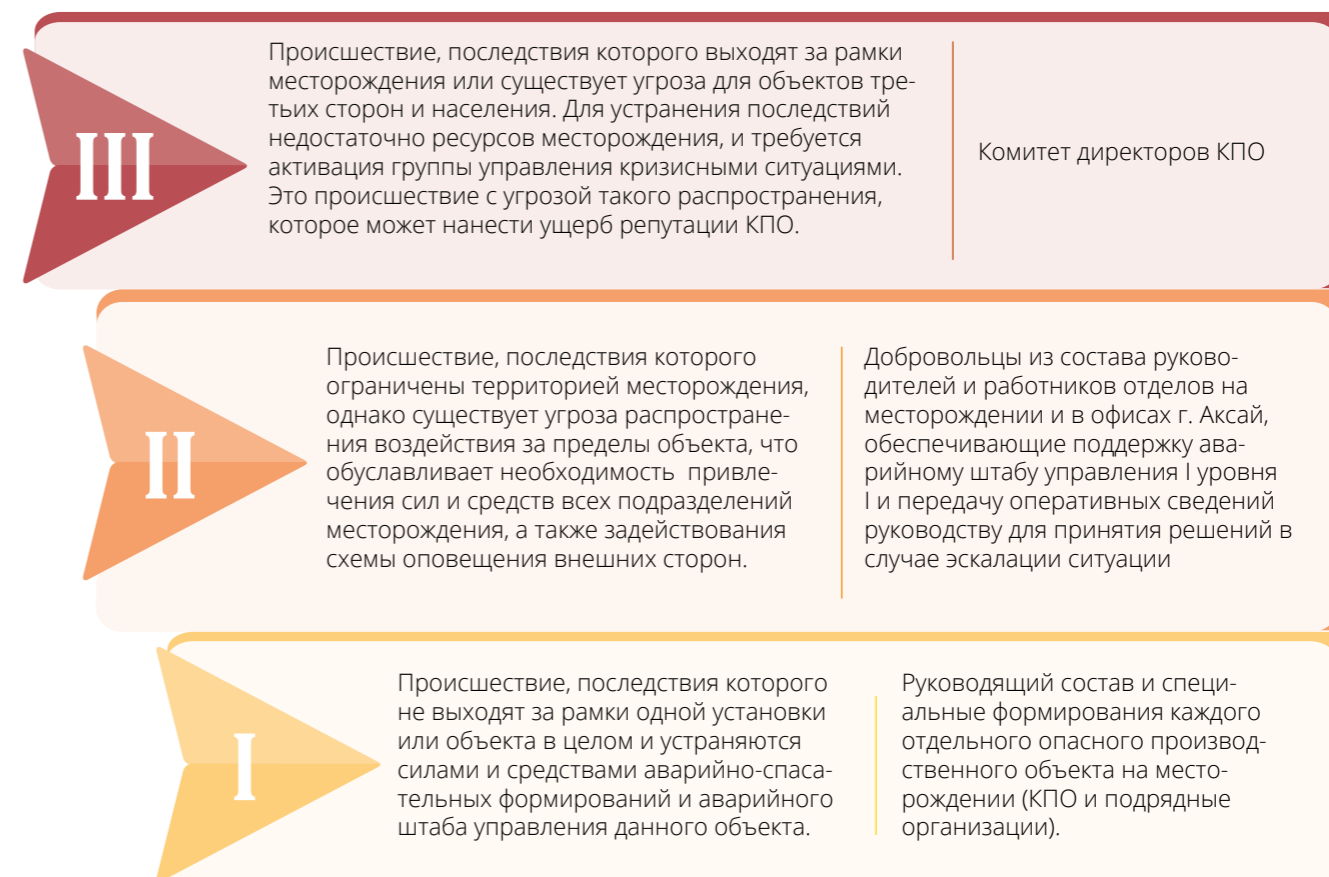 III
Происшествие, последствия которого выходят за рамки
месторождения или существует угроза для объектов тре-
тьих сторон и населения. Для устранения последствий
недостаточно ресурсов месторождения, и требуется
активация группы управления кризисными ситуациями.
Это происшествие с угрозой такого распространения,
которое может нанести ущерб репутации КПО.
Комитет директоров КПО
II
Происшествие, последствия которого
ограничены территорией месторождения,
однако существует угроза распростране-
ния воздействия за пределы объекта, что
обуславливает необходимость привле-
чения сил и средств всех подразделений
месторождения, а также задействования
схемы оповещения внешних сторон.
Добровольцы из состава руково-
дителей и работников отделов на
месторождении и в офисах г. Аксай,
обеспечивающие поддержку ава-
рийному штабу управления I уровня
I и передачу оперативных сведений
руководству для принятия решений в
случае эскалации ситуации
I
Происшествие, последствия которого
не выходят за рамки одной установки
или объекта в целом и устраняются
силами и средствами аварийно-спаса-
тельных формирований и аварийного
штаба управления данного объекта.
Руководящий состав и специ-
альные формирования каждого
отдельного опасного производ-
ственного объекта на место-
рождении (КПО и подрядные
организации).